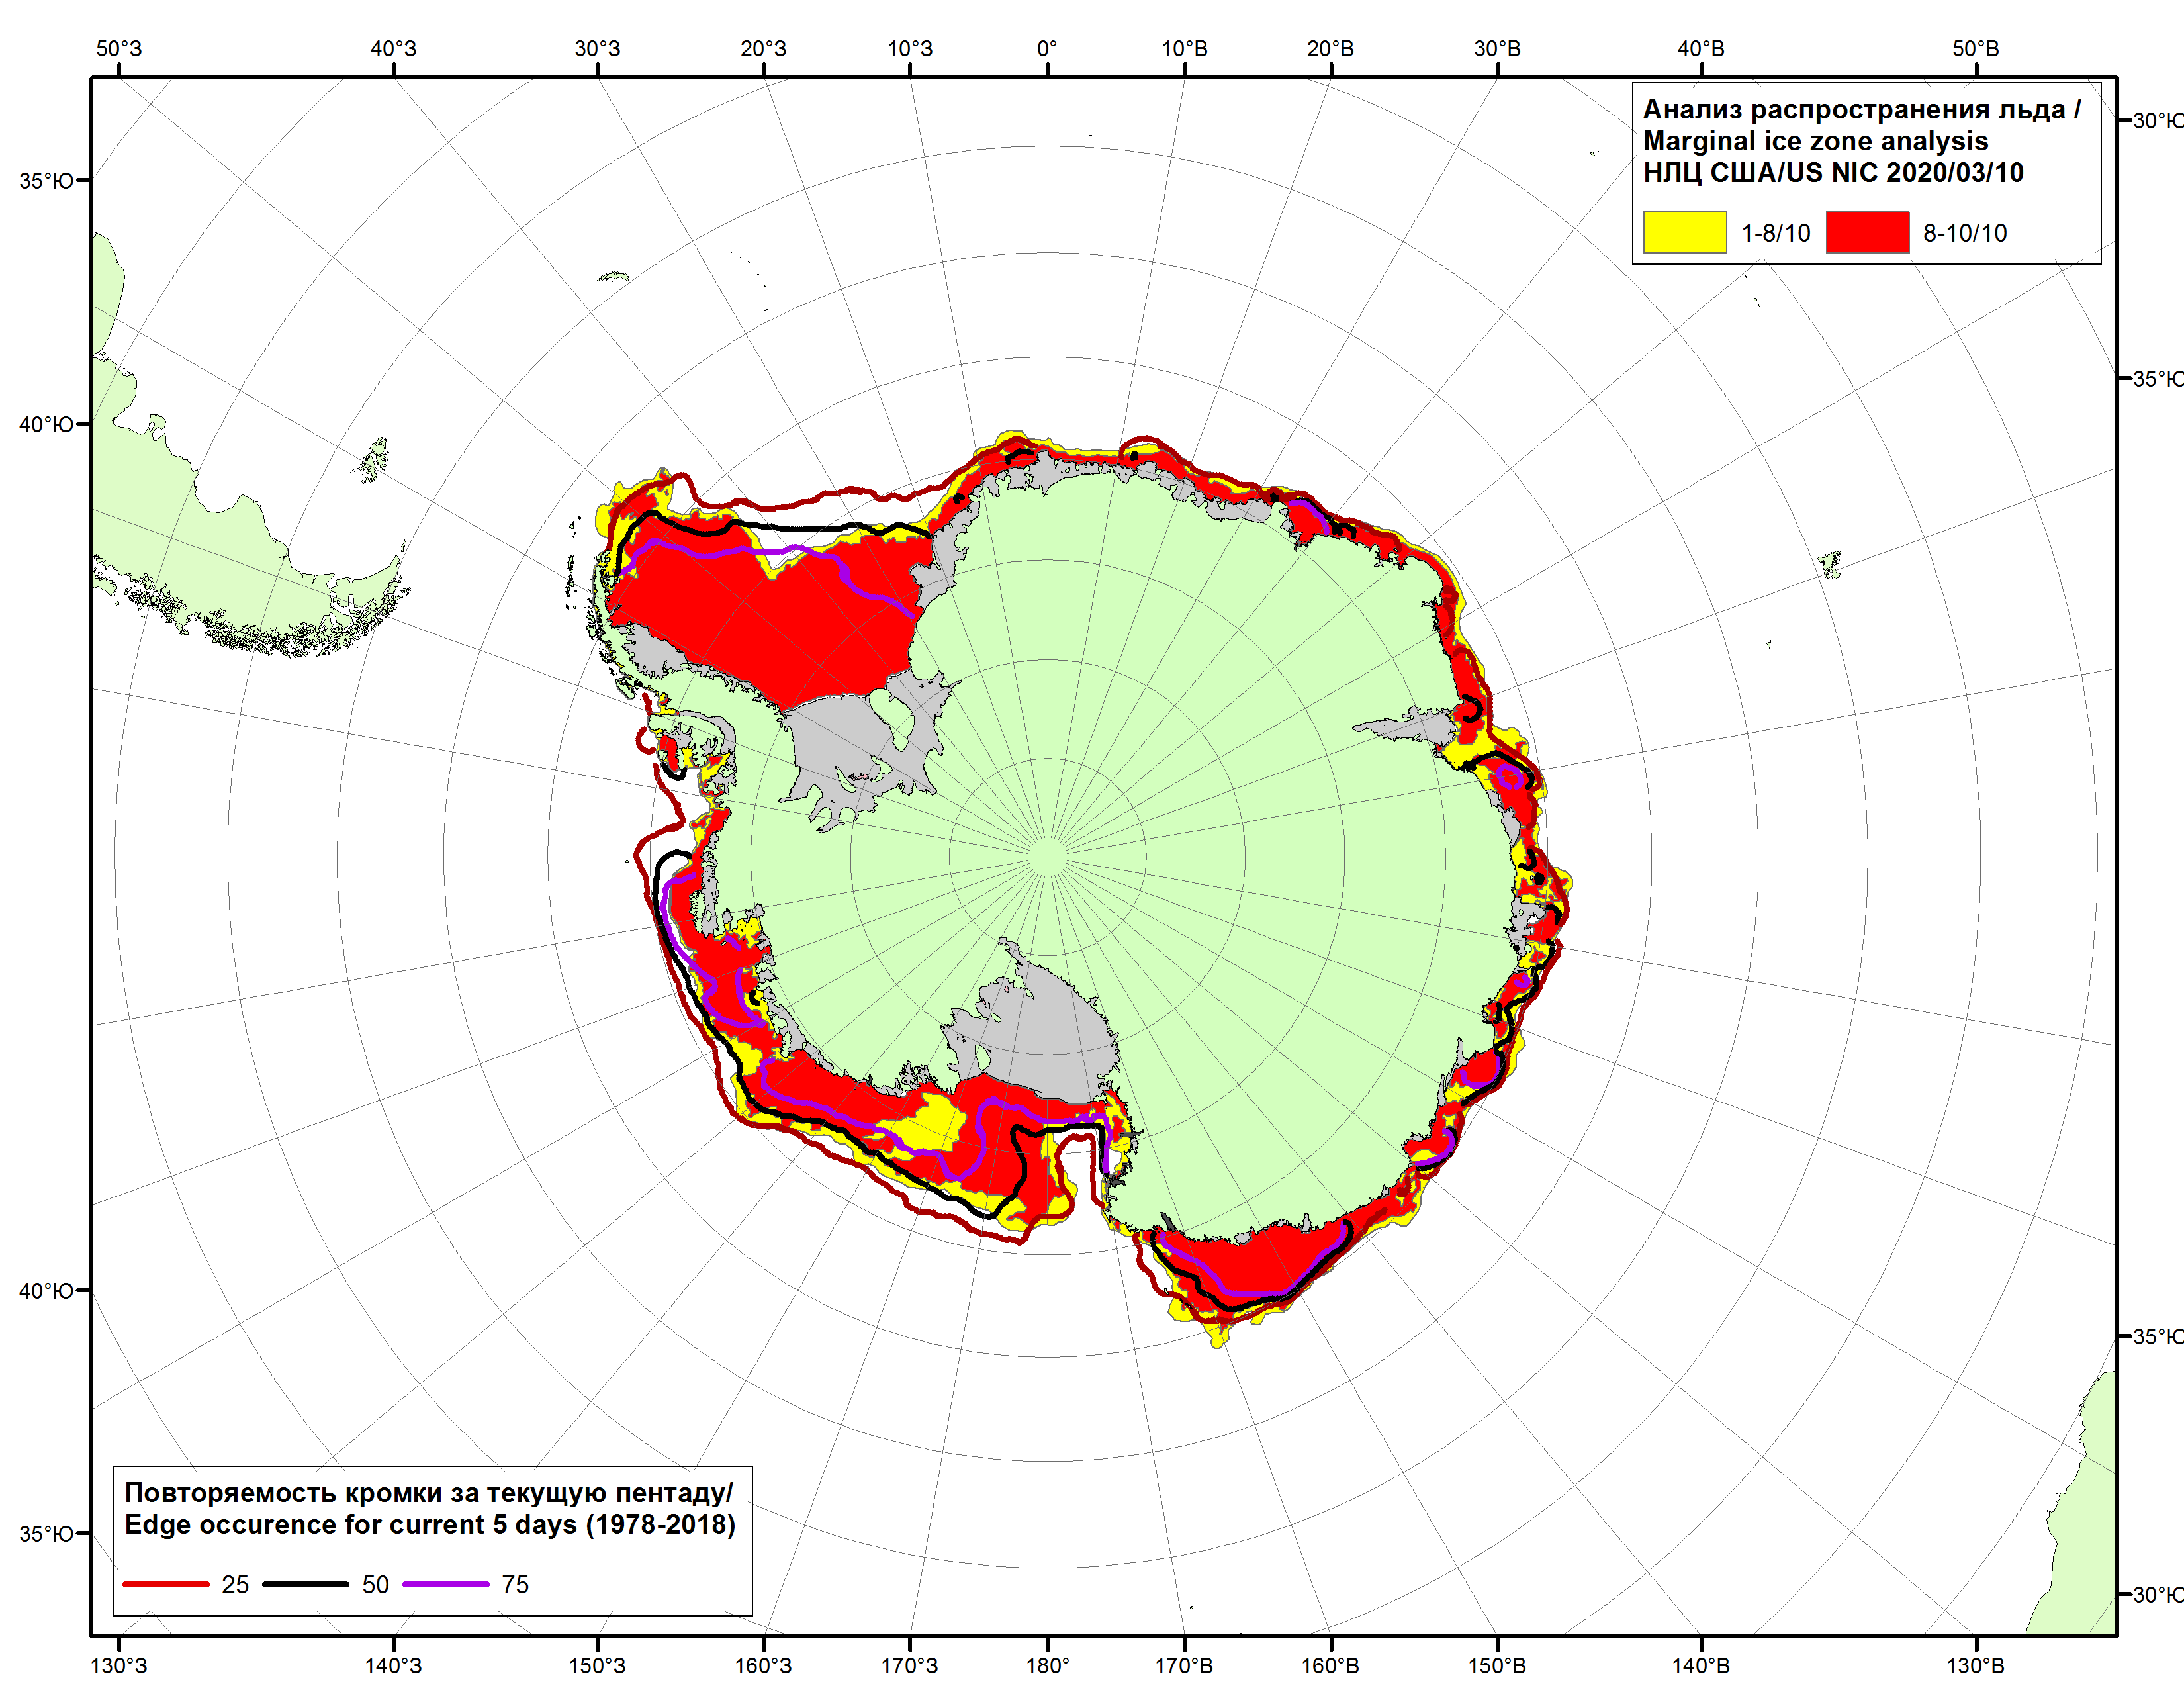 50°З 40°З 30°З 20°З 10°З 0° 10°В 20°В 30°В 40°В 50°В
Анализ распространения льда /
Marginal ice zone analysis
НЛЦ США/US NIC 2020/03/10
1-8/10 8-10/10
30°Ю
35°Ю
35°Ю
40°Ю
40°Ю
35°Ю
Повторяемость кромки за текущую пентаду/
Edge occurence for current 5 days (1978-2018)
25 50 75
35°Ю
30°Ю
130°З 140°З 150°З 160°З 170°З 180° 170°В 160°В 150°В 140°В 130°В